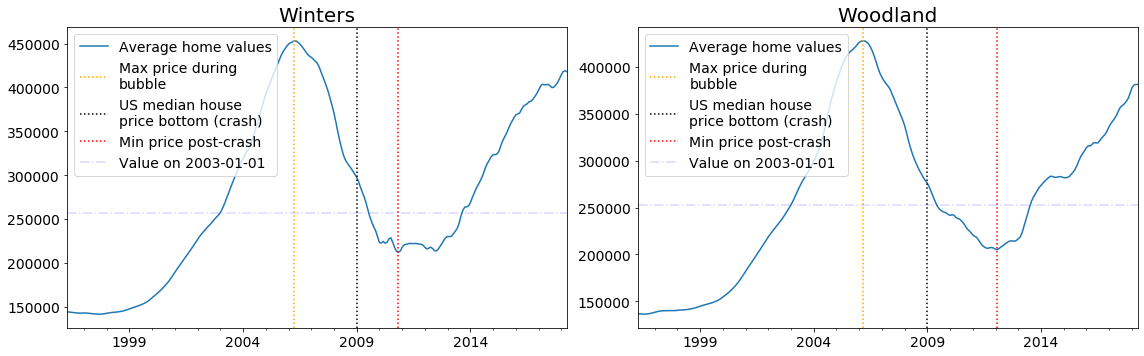 Winters
450000
400000
350000
300000
250000
200000
150000
Average home values
Max price during
bubble
US median house
price bottom (crash)
Min price post-crash
Value on 2003-01-01
1999
2004
2009
2014
Woodland
400000
350000
300000
250000
200000
150000
Average home values
Max price during
bubble
US median house
price bottom (crash)
Min price post-crash
Value on 2003-01-01
1999
2004
2009
2014